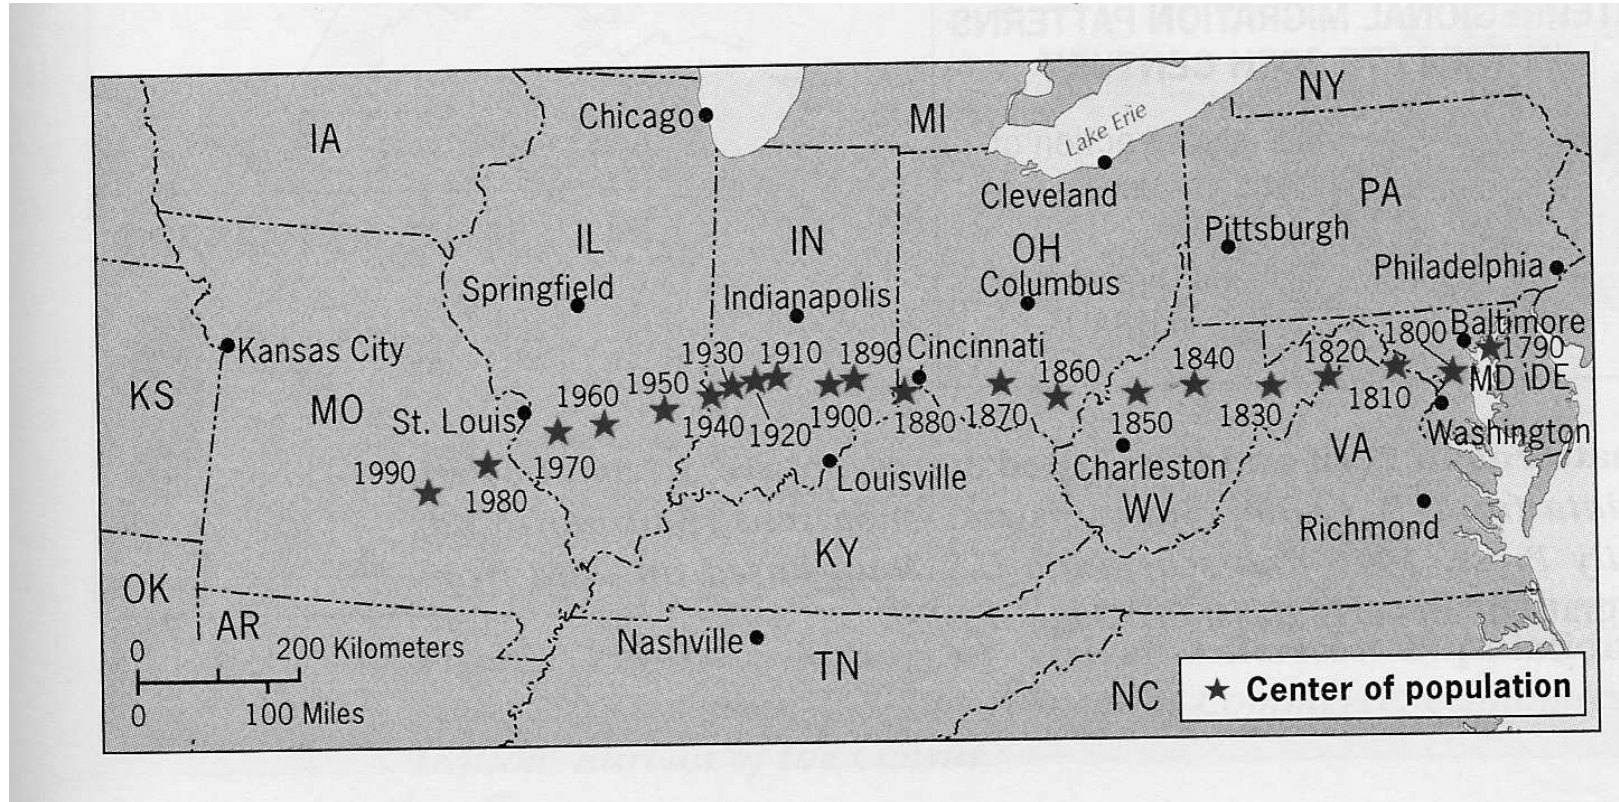 NY
Chicago
MI
IA
Lake Erie
Cleveland
PA
IL
IN
OH
Pittsburgh
Philadelphia
Springfield
Indianapolis
Columbus
Kansas City
1930 1910 1890 Cincinnati
1840
1820
1800
Baltimore
1790
KS
MO
St. Louis
1960
1950
1860
MD DE
1940
1920
1900
1880
1870
1850
1830
1810
Washington
1990
1980
1970
Louisville
Charleston
VA
WV
Richmond
KY
OK
AR
0
200 Kilometers
0
100 Miles
Nashville
TN
NC
★ Center of population